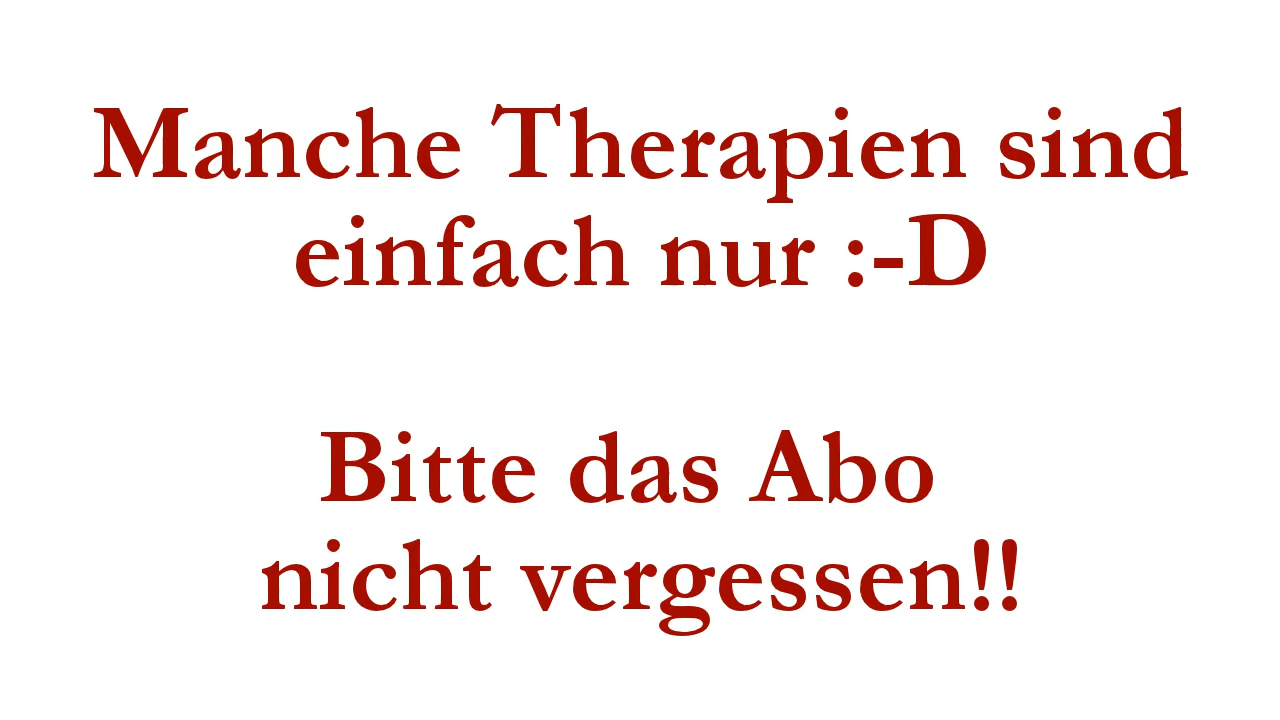 Manche Therapien sind
einfach nur :-D
Bitte das Abo
nicht vergessen!!